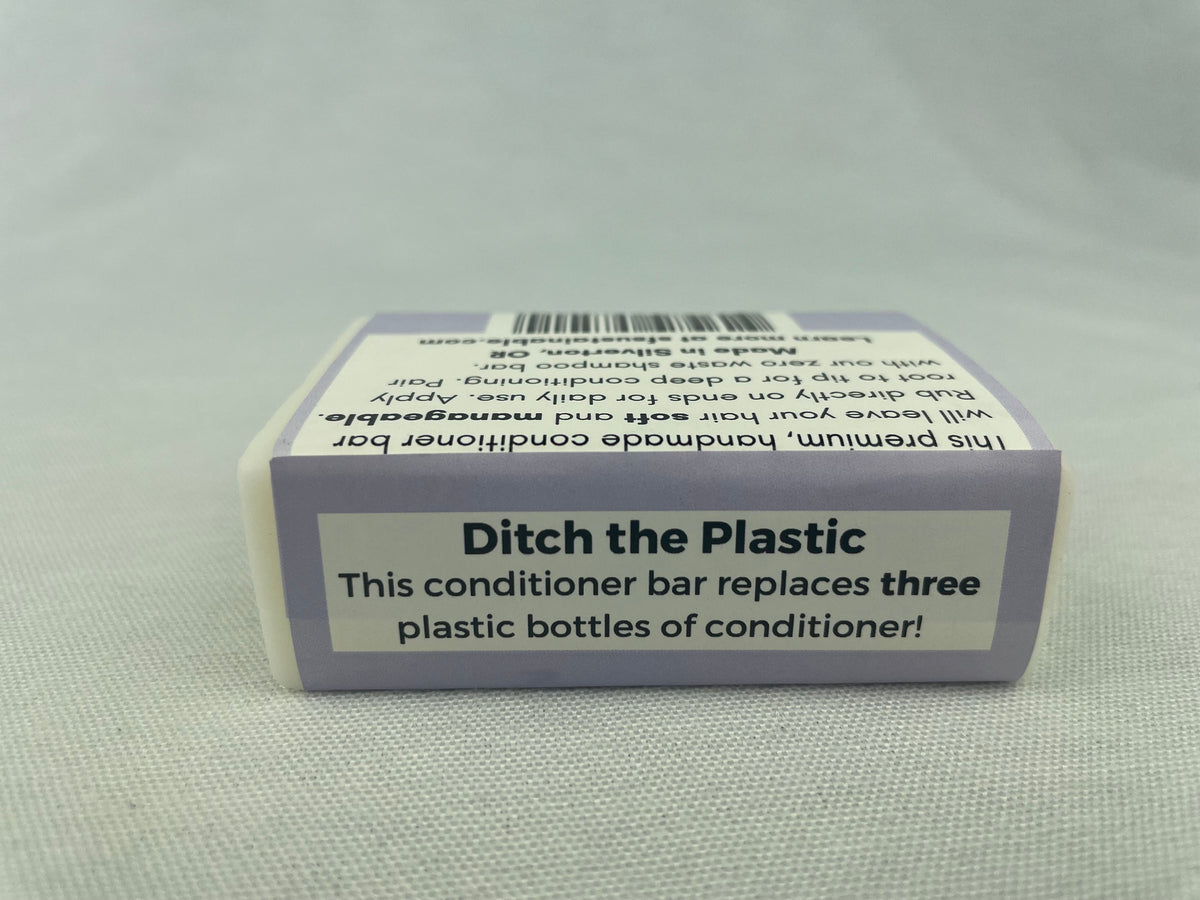 This premium, handmade conditioner bar
will leave your hair soft and manageable.
Rub directly on ends for daily use. Apply
root to tip for a deep conditioning. Pair
with our zero waste shampoo bar.
Made in Silverton, OR
Learn more at sfsustainable.com
Ditch the Plastic
This conditioner bar replaces three
plastic bottles of conditioner!